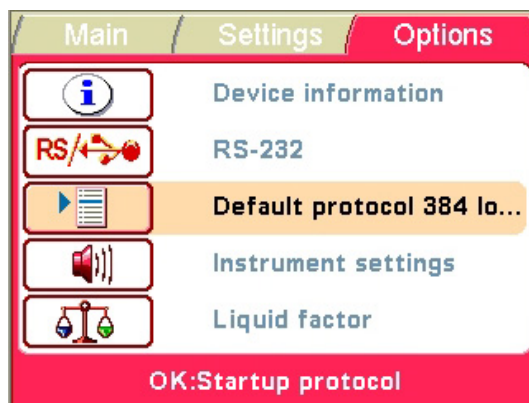 Main Settings Options
Device information
RS/ RS-232
Default protocol 384 lo...
Instrument settings
Liquid factor
OK:Startup protocol